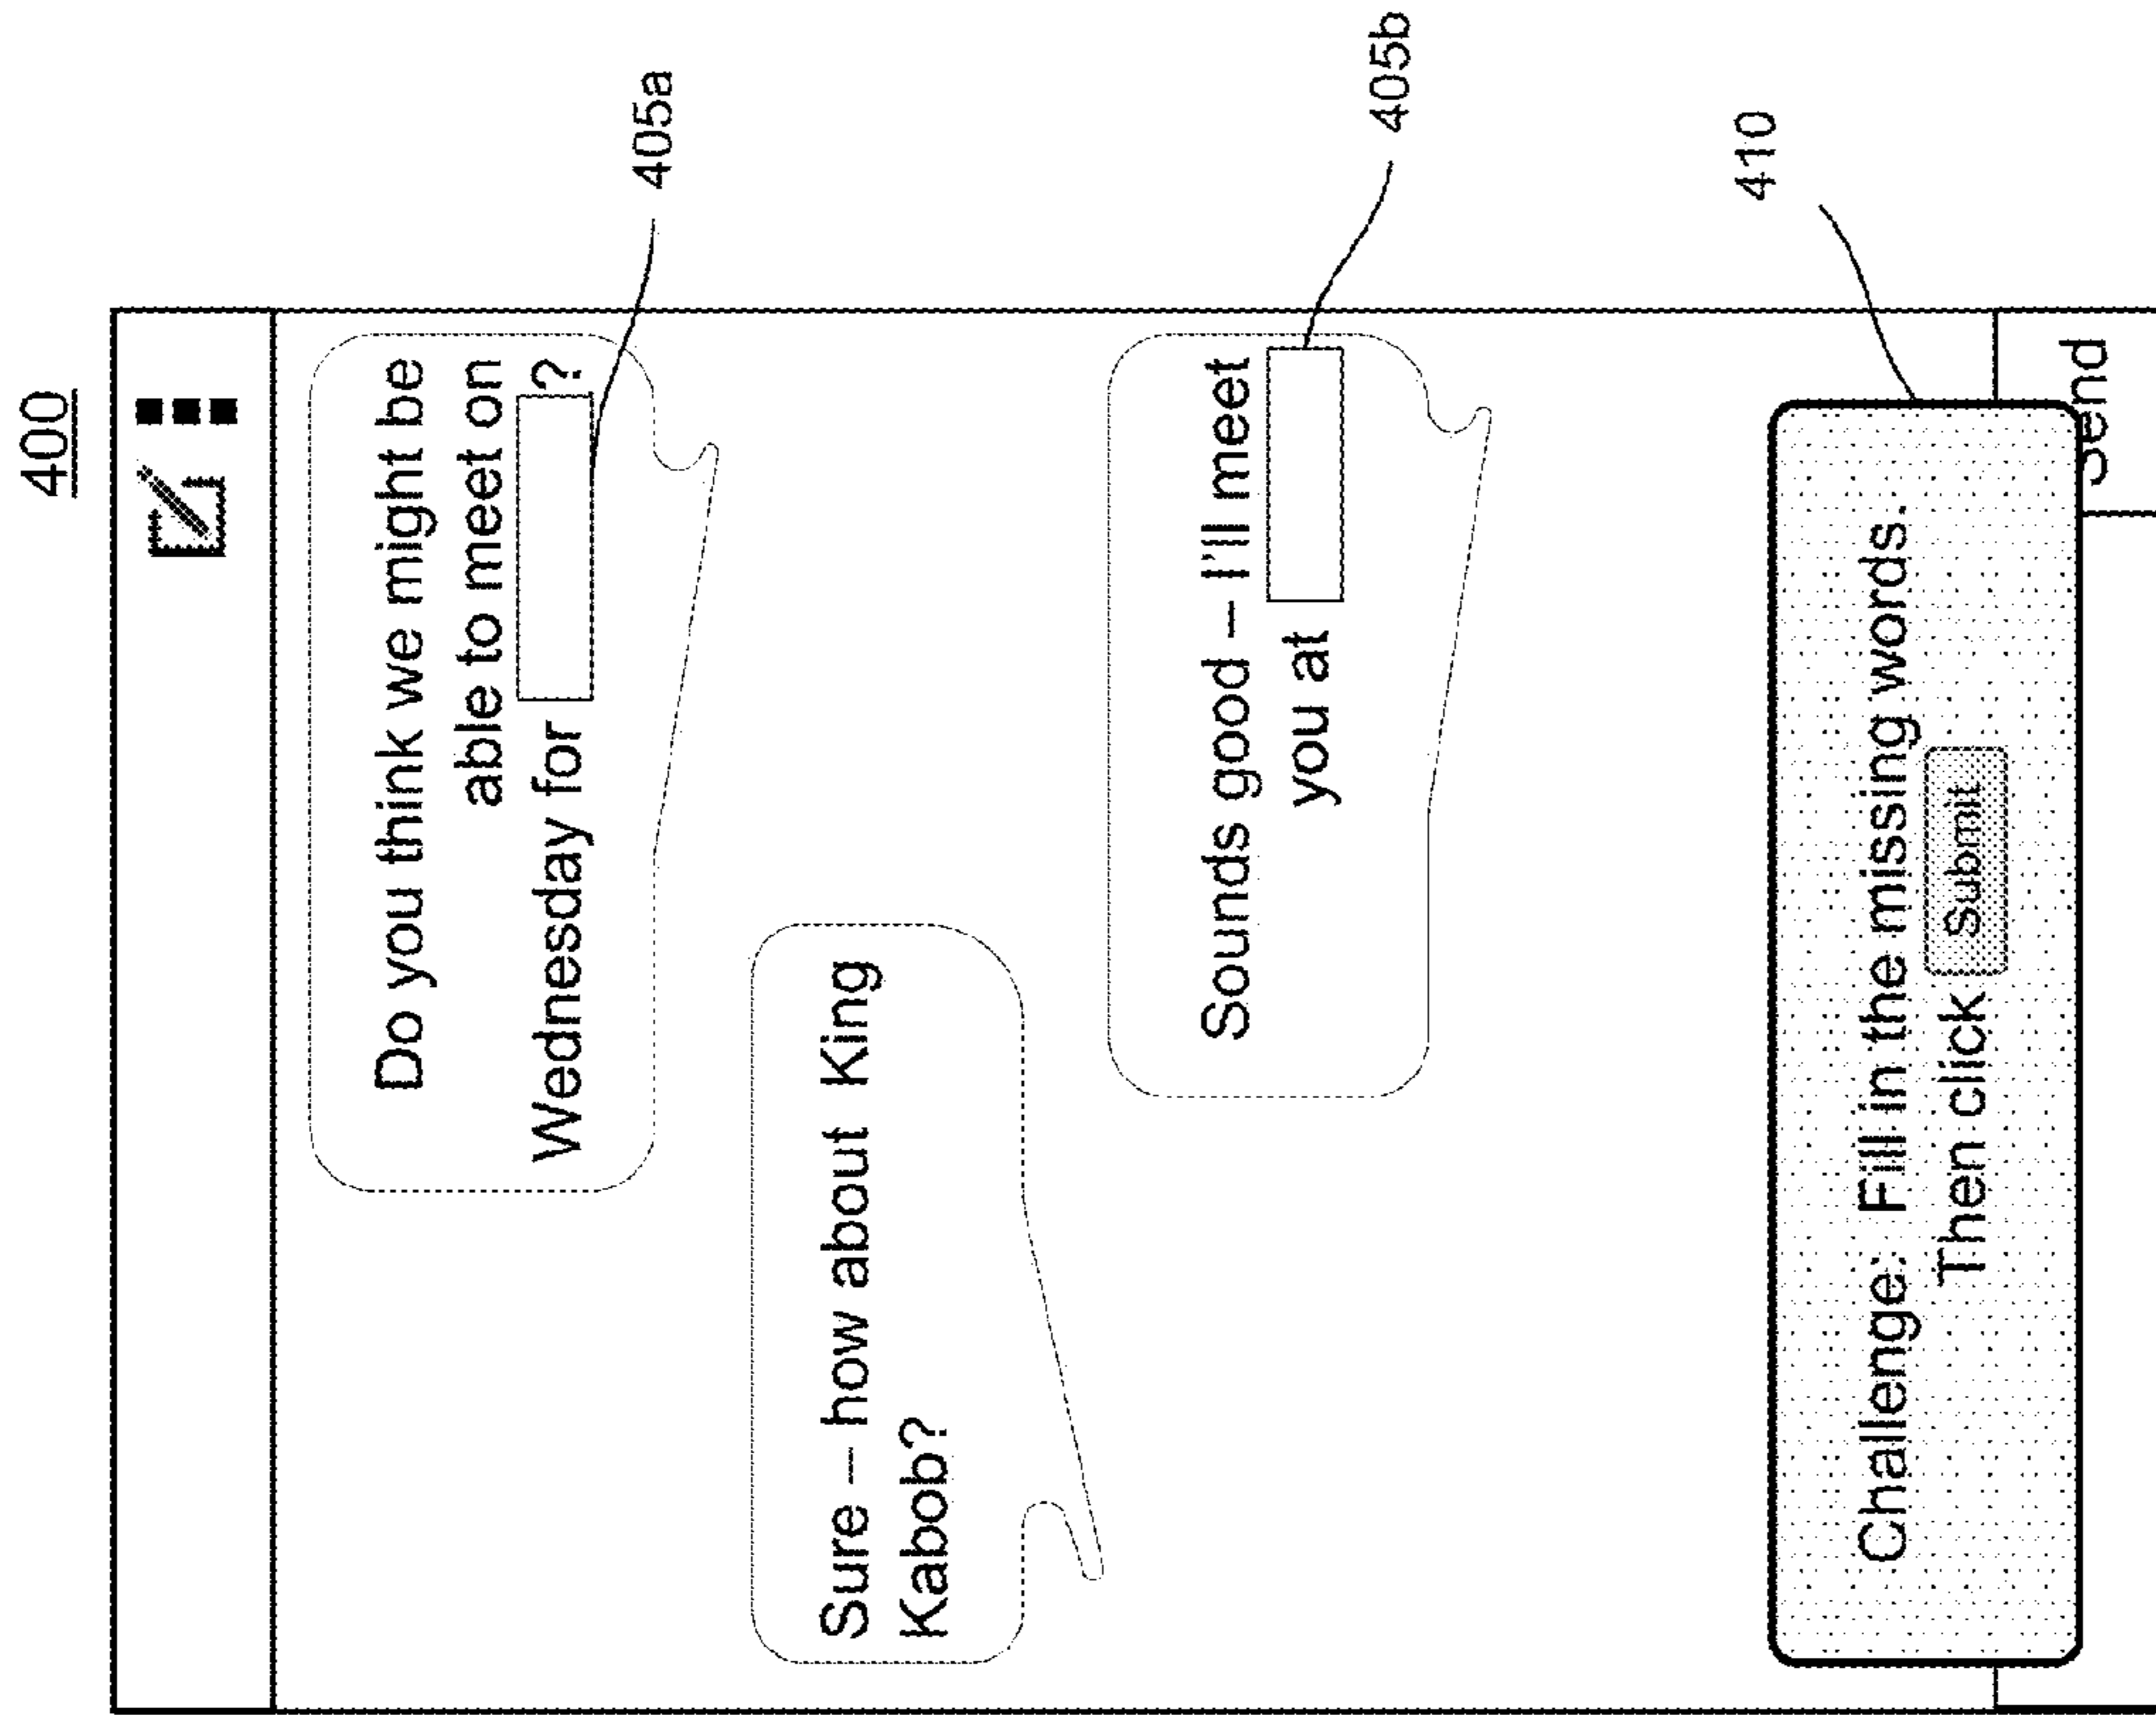 400
Do you think we might be
able to meet on
Wednesday for ?
405a
Sure – how about King
Kabob?
Sounds good – I'll meet
you at
405b
410
Challenge: Fill in the missing words.
Then click Submit
Send